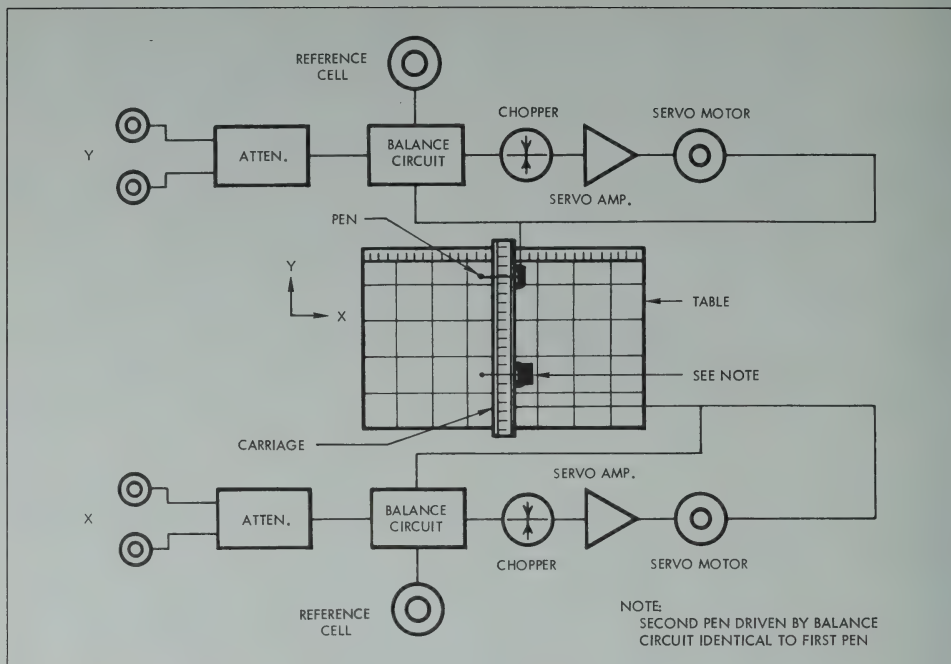 REFERENCE
CELL
CHOPPER
SERVO MOTOR
Y
ATTEN.
BALANCE
CIRCUIT
SERVO AMP.
PEN
Y
X
TABLE
SEE NOTE
CARRIAGE
SERVO AMP.
X
ATTEN.
BALANCE
CIRCUIT
CHOPPER
SERVO MOTOR
REFERENCE
CELL
NOTE:
SECOND PEN DRIVEN BY BALANCE
CIRCUIT IDENTICAL TO FIRST PEN